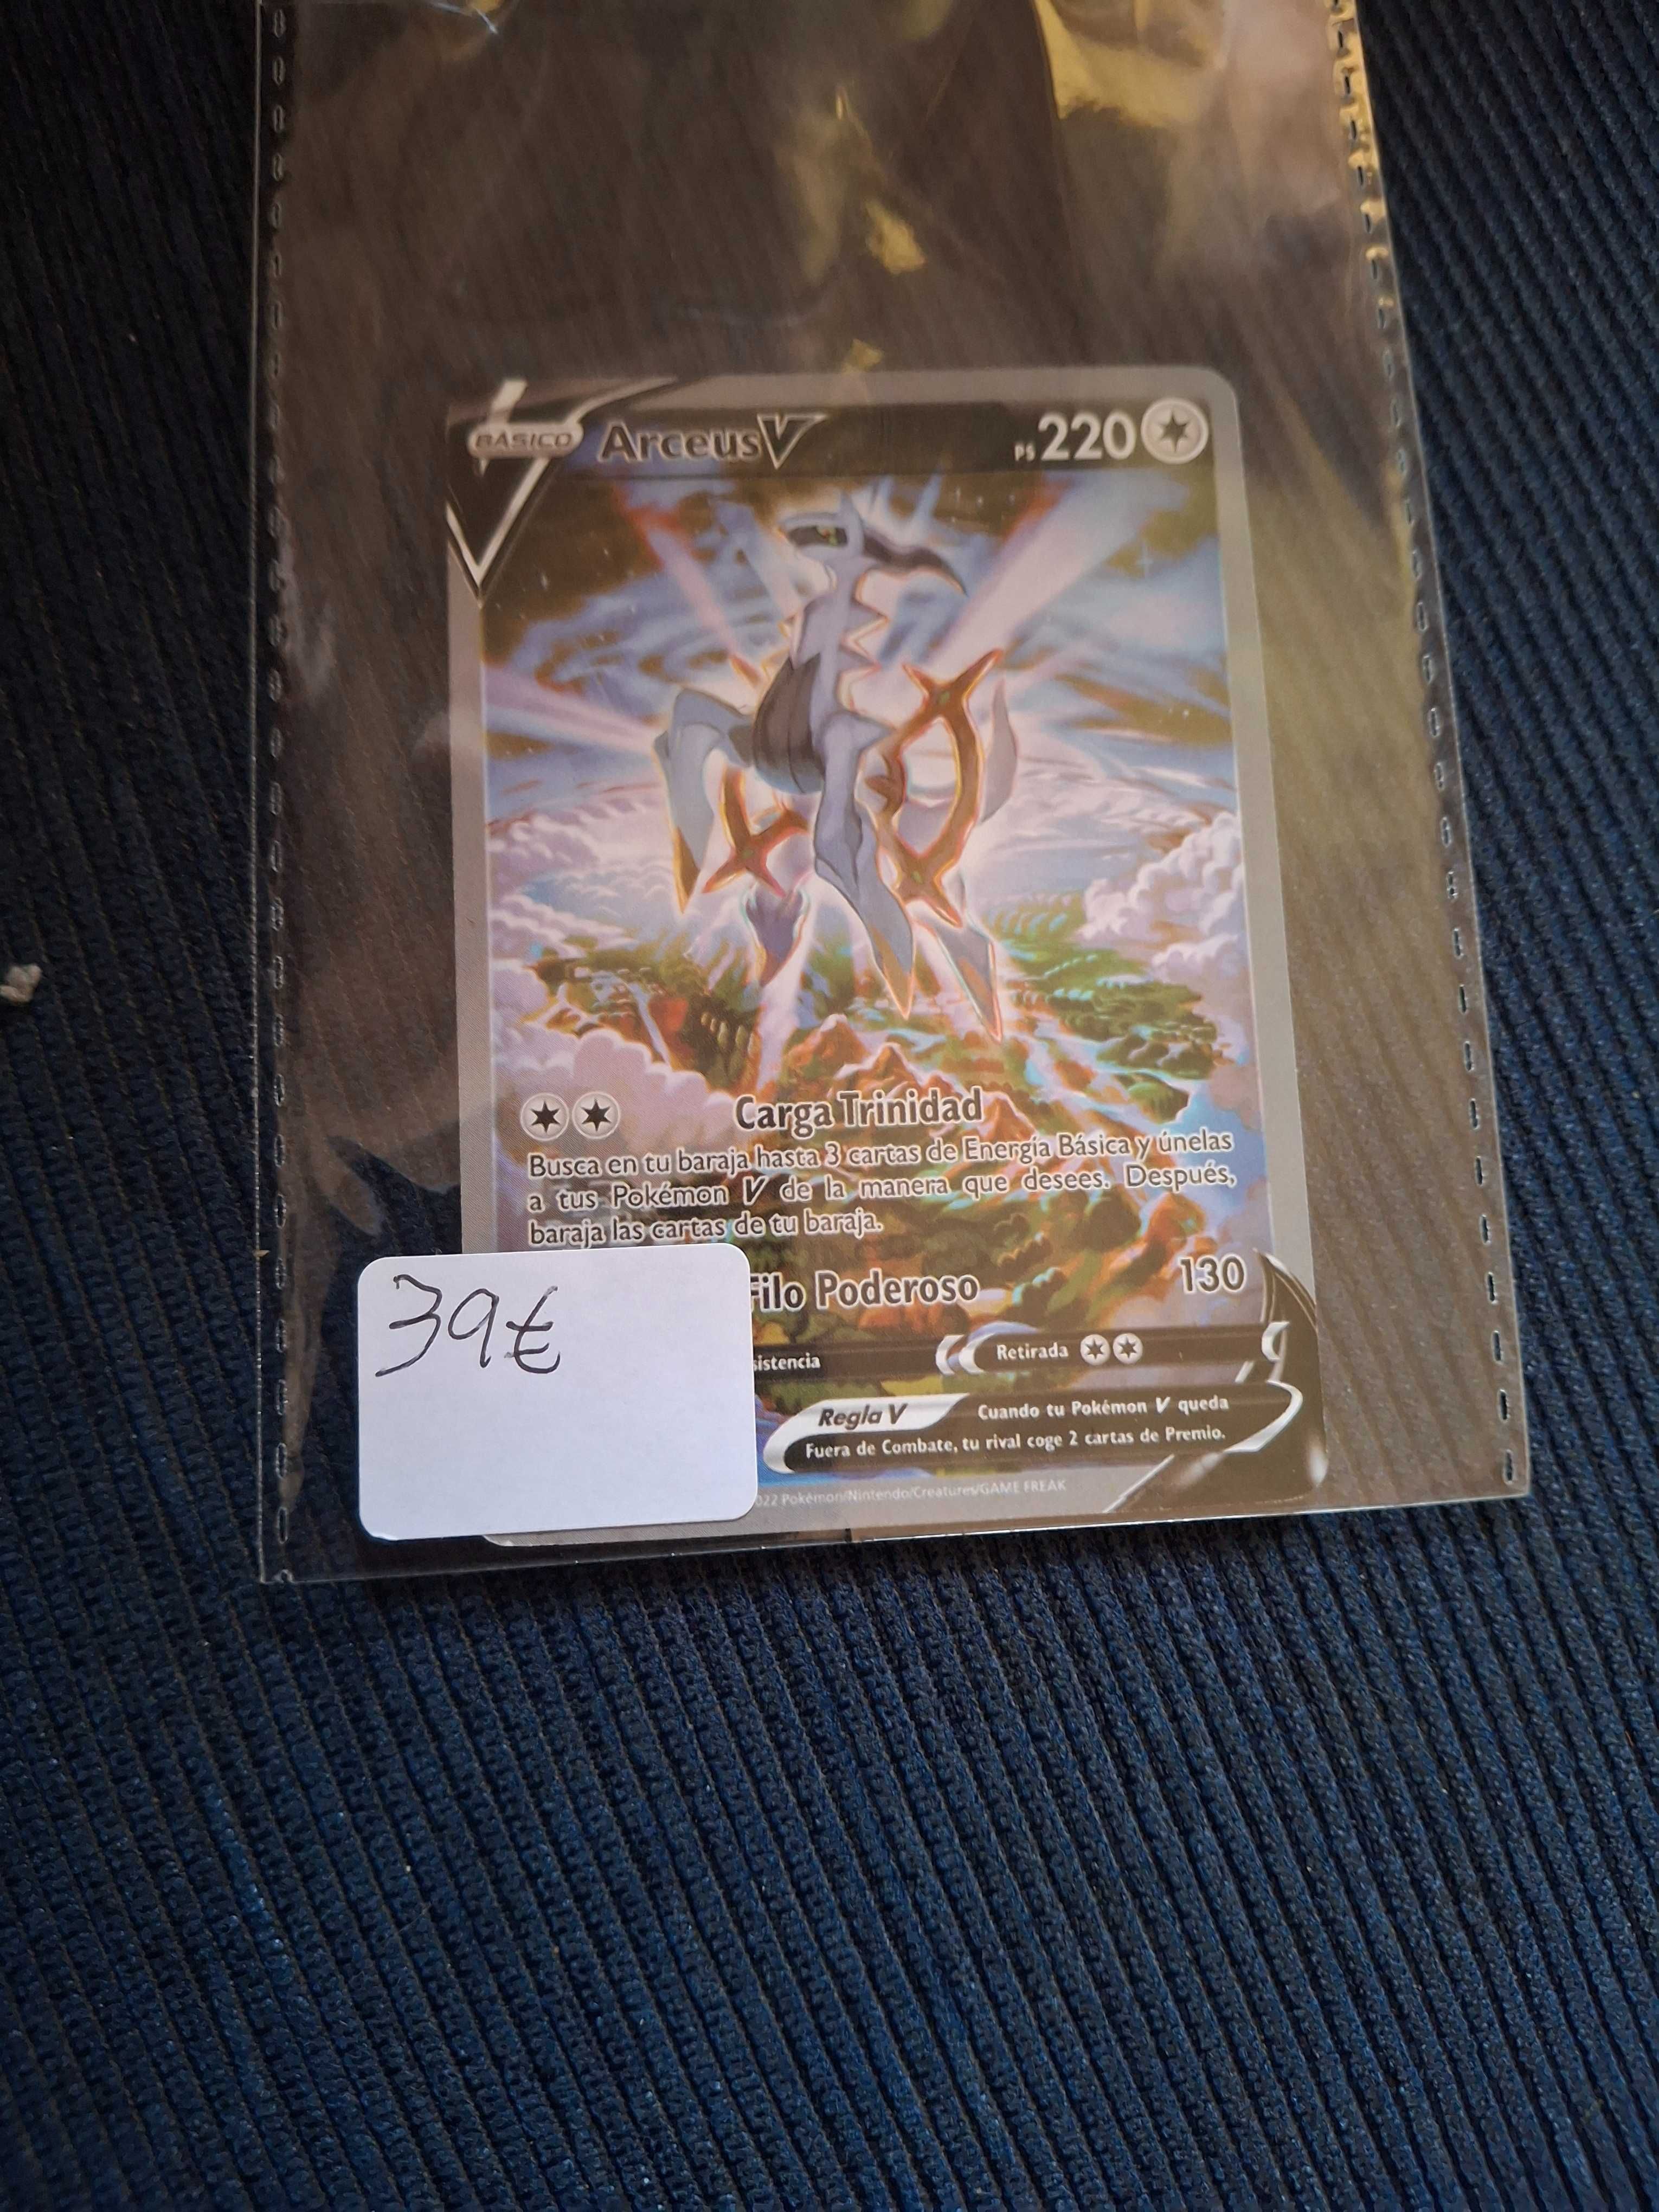 BÁSICO ArceusV PS 220
Carga Trinidad
Busca en tu baraja hasta 3 cartas de Energía Básica y únelas
a tus Pokémon V de la manera que desees. Después,
baraja las cartas de tu baraja.
39€
Filo Poderoso 130
Retirada
Regla V Cuando tu Pokémon V queda
Fuera de Combate, tu rival coge 2 cartas de Premio.
022 Pokémon/Nintendo/Creatures/GAME FREAK